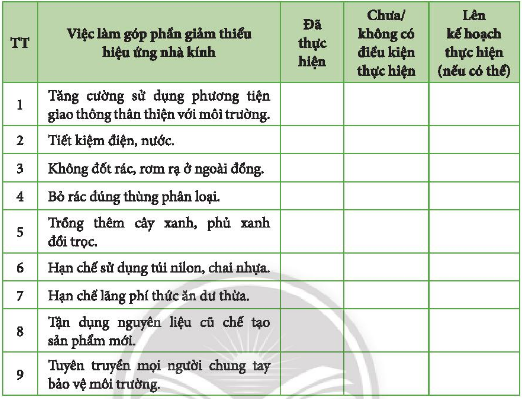 TT
Việc làm góp phần giảm thiểu
hiệu ứng nhà kính
Đã
thực
hiện
Chưa/
không có
điều kiện
thực hiện
Lên
kế hoạch
thực hiện
(nếu có thể)
1
Tăng cường sử dụng phương tiện
giao thông thân thiện với môi trường.
2
Tiết kiệm điện, nước.
3
Không đốt rác, rơm rạ ở ngoài đồng.
4
Bỏ rác đúng thùng phân loại.
5
Trồng thêm cây xanh, phủ xanh
đồi trọc.
6
Hạn chế sử dụng túi nilon, chai nhựa.
7
Hạn chế lãng phí thức ăn dư thừa.
8
Tận dụng nguyên liệu cũ chế tạo
sản phẩm mới.
9
Tuyên truyền mọi người chung tay
bảo vệ môi trường.